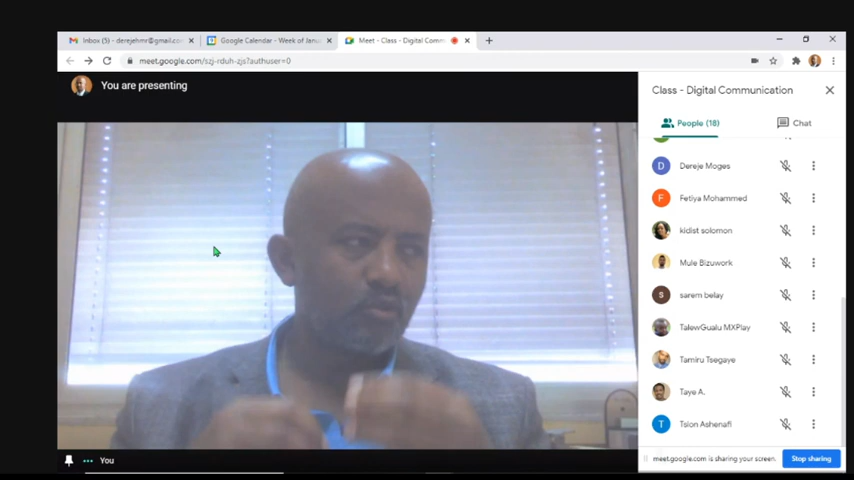 Inbox (5) - derejehmr@gmail.co
Google Calendar - Week of Janu
Meet - Class - Digital Comm
meet.google.com/szj-rduh-zjs?authuser=0
You are presenting
Class - Digital Communication
People (18)
Chat
D
Dereje Moges
F
Fetiya Mohammed
kidist solomon
Mule Bizuwork
s
sarem belay
TalewGualu MXPlay
Tamiru Tsegaye
Taye A.
T
Tsion Ashenafi
You
meet.google.com is sharing your screen.
Stop sharing